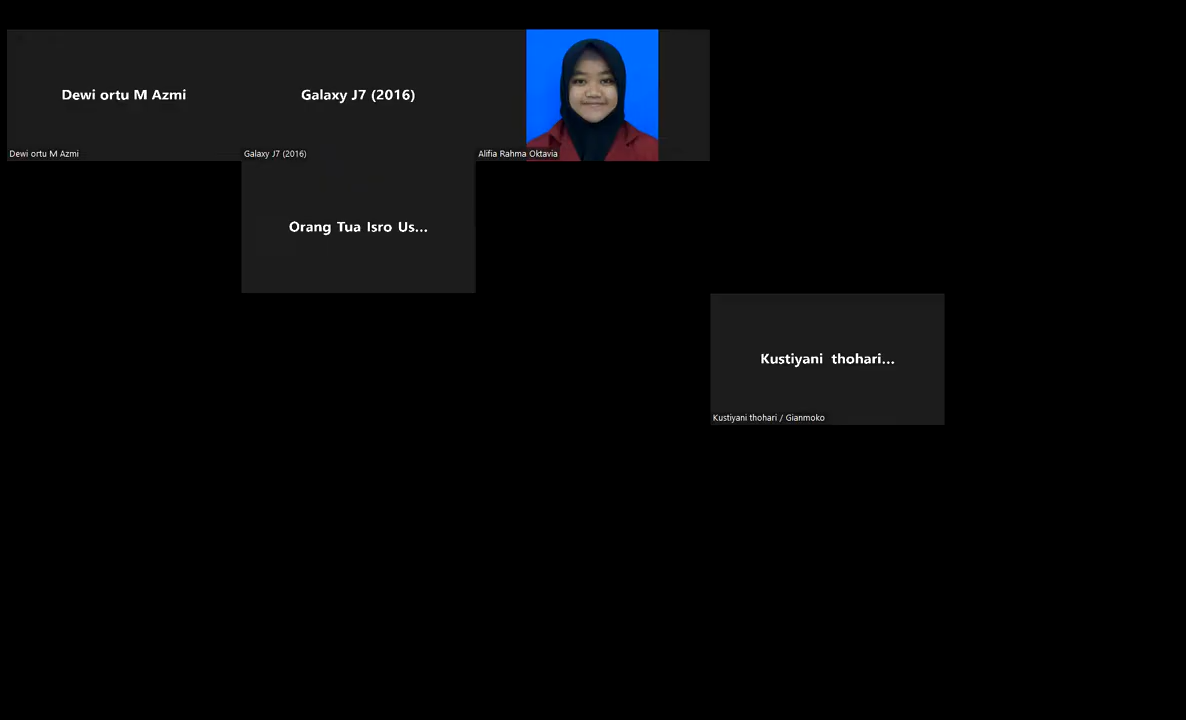 Dewi ortu M Azmi
Dewi ortu M Azmi
Galaxy J7 (2016)
Galaxy J7 (2016)
Alifia Rahma Oktavia
Orang Tua Isro Us...
Kustiyani thohari...
Kustiyani thohari / Gianmoko